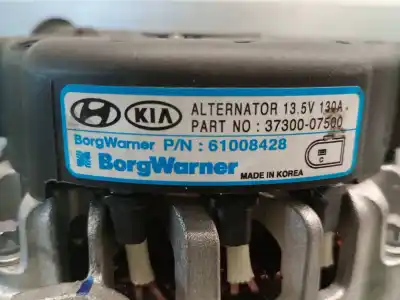 KIA ALTERNATOR 13.5V 130A
PART NO : 37300-07500
BorgWarner P/N : 61008428
C
BorgWarner
MADE IN KOREA